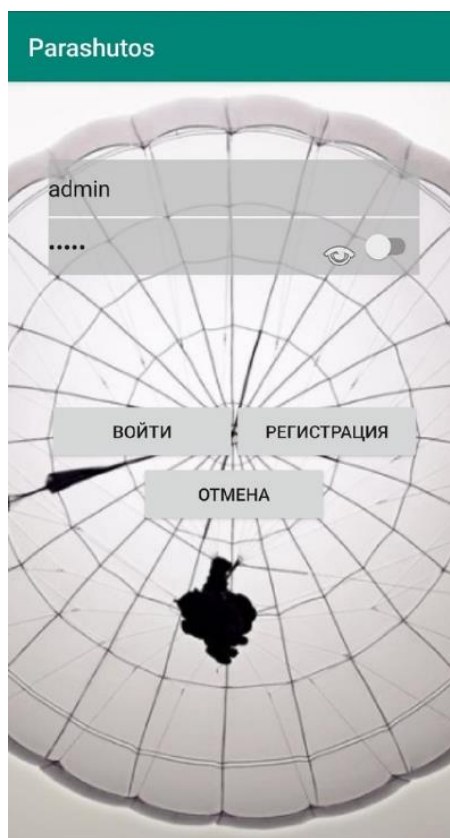 Parashutos
admin
•••••
ВОЙТИ
РЕГИСТРАЦИЯ
ОТМЕНА